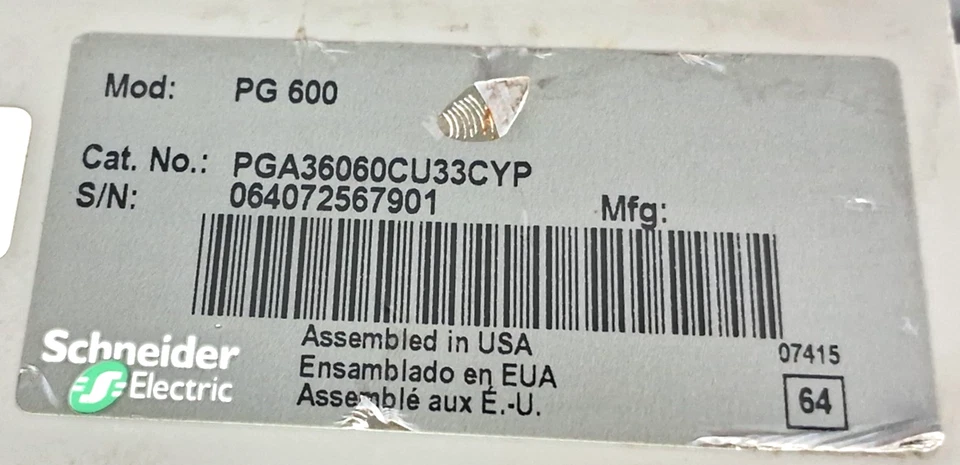 Mod: PG 600
Cat. No.: PGA36060CU33CYP
S/N: 064072567901
Mfg:
Schneider
Electric
Assembled in USA
Ensamblado en EUA
Assemblé aux É.-U.
07415
64